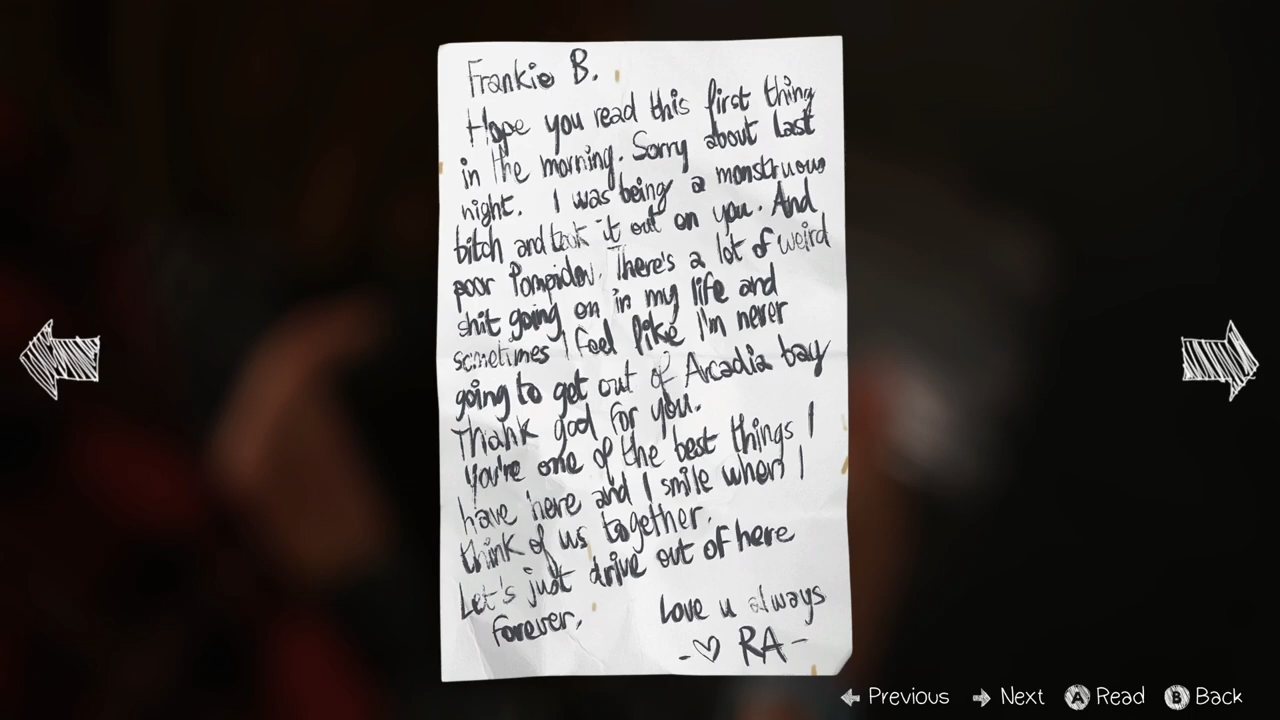 Frankie B.
Hope you read this first thing
in the morning. Sorry about last
night. I was being a monstruous
bitch and took it out on you. And
poor Pompidou. There's a lot of weird
shit going on in my life and
sometimes I feel like I'm never
going to get out of Arcadia bay
Thank god for you.
You're one of the best things I
have here and I smile when I
think of us together.
Let's just drive out of here
forever.
Love u always
-♡ RA-
Previous Next A Read B Back